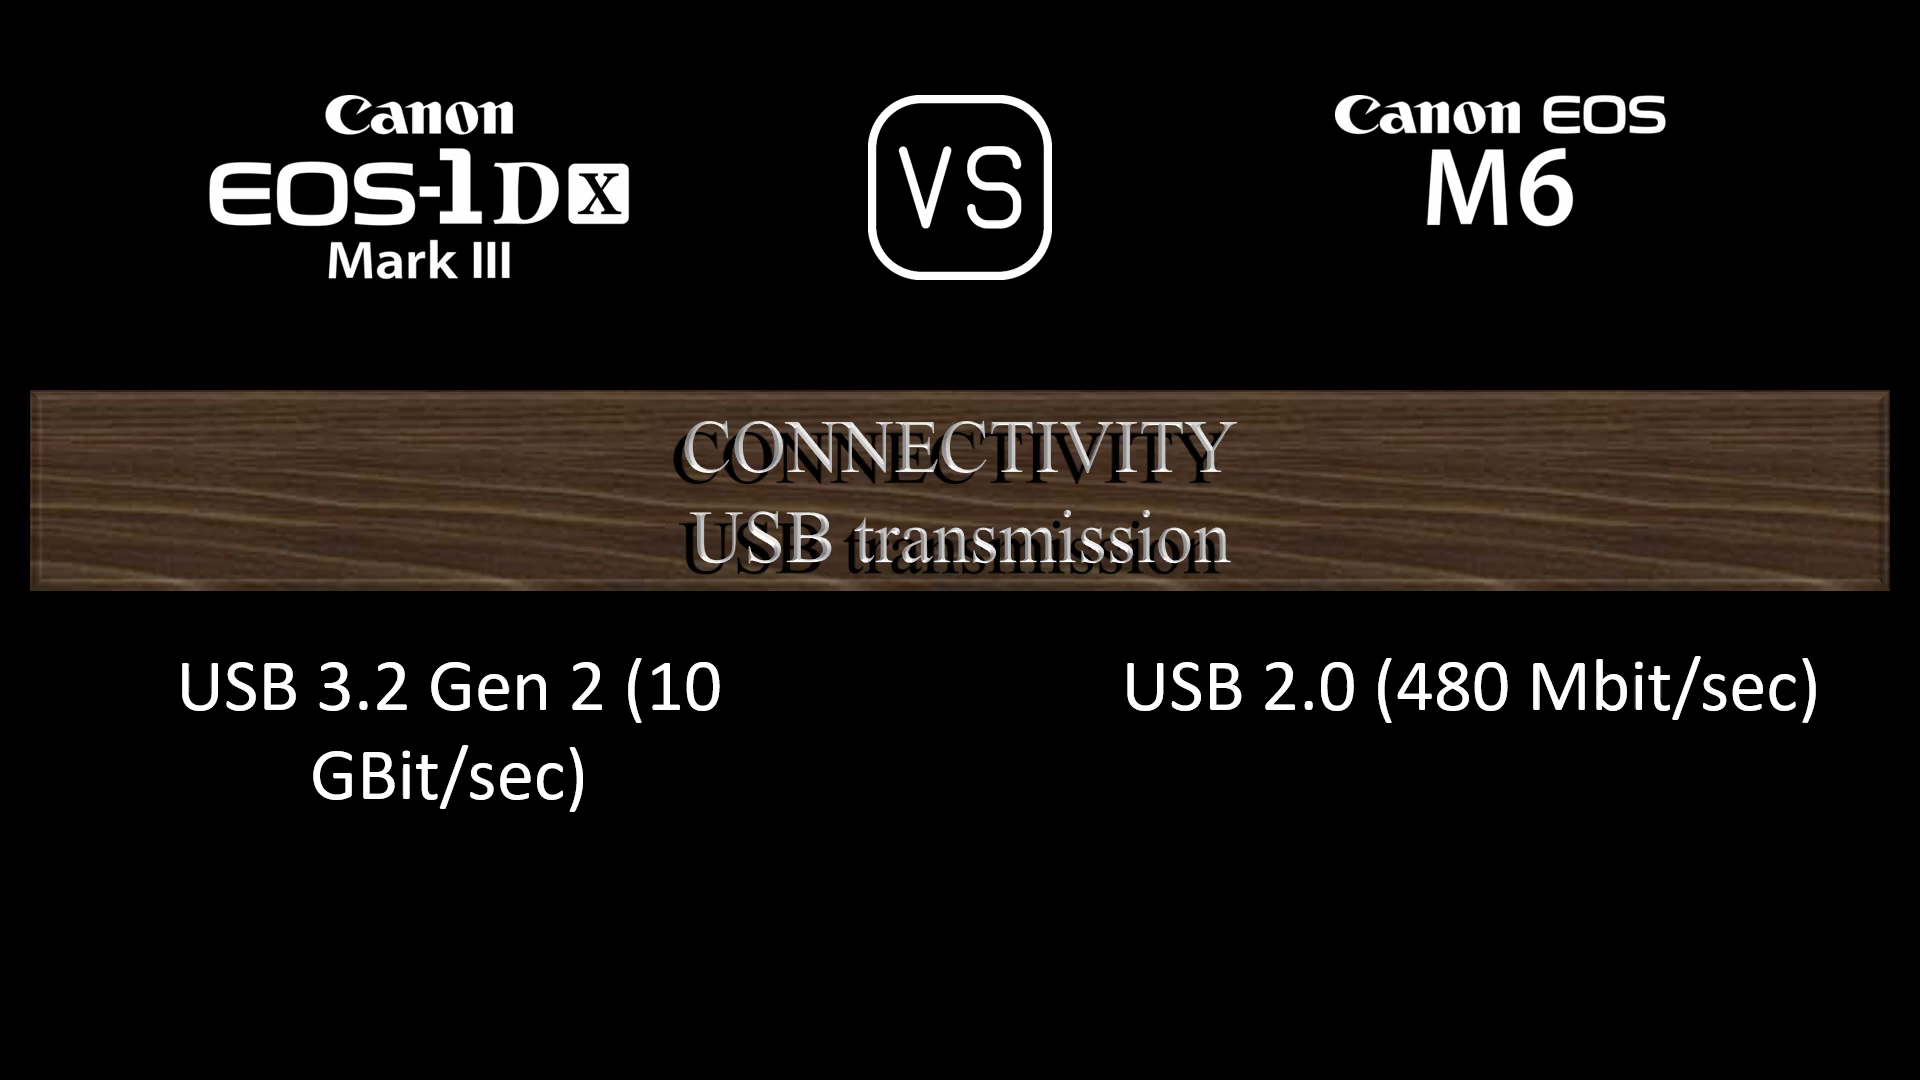 Canon
EOS-1DX
Mark III
VS
Canon EOS
M6
CONNECTIVITY
USB transmission
USB 3.2 Gen 2 (10
GBit/sec)
USB 2.0 (480 Mbit/sec)